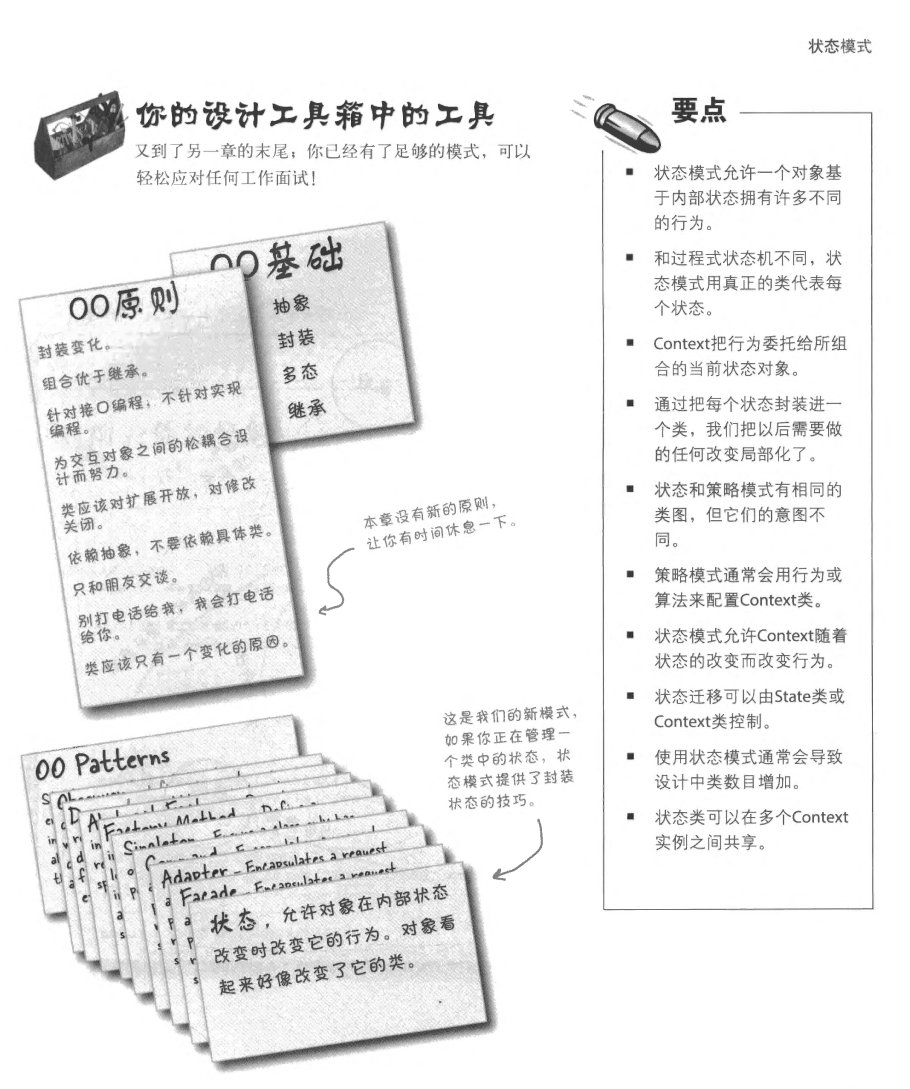 状态模式
你的设计工具箱中的工具
又到了另一章的末尾；你已经有了足够的模式，可以
轻松应对任何工作面试！
OO基础
抽象
封装
多态
继承
OO原则
封装变化。
组合优于继承。
针对接口编程，不针对实现
编程。
为交互对象之间的松耦合设
计而努力。
类应该对扩展开放，对修改
关闭。
依赖抽象，不要依赖具体类。
只和朋友交谈。
别打电话给我，我会打电话
给你。
类应该只有一个变化的原因。
本章没有新的原则，
让你有时间休息一下。
OO Patterns
Factory Method - Define
Singleton
Adapter - Encapsulates a request
Facade - Encapsulates a request
状态，允许对象在内部状态
改变时改变它的行为。对象看
起来好像改变了它的类。
这是我们的新模式，
如果你正在管理一
个类中的状态，状
态模式提供了封装
状态的技巧。
要点
■ 状态模式允许一个对象基
于内部状态拥有许多不同
的行为。
■ 和过程式状态机不同，状
态模式用真正的类代表每
个状态。
■ Context把行为委托给所组
合的当前状态对象。
■ 通过把每个状态封装进一
个类，我们把以后需要做
的任何改变局部化了。
■ 状态和策略模式有相同的
类图，但它们的意图不
同。
■ 策略模式通常会用行为或
算法来配置Context类。
■ 状态模式允许Context随着
状态的改变而改变行为。
■ 状态迁移可以由State类或
Context类控制。
■ 使用状态模式通常会导致
设计中类数目增加。
■ 状态类可以在多个Context
实例之间共享。